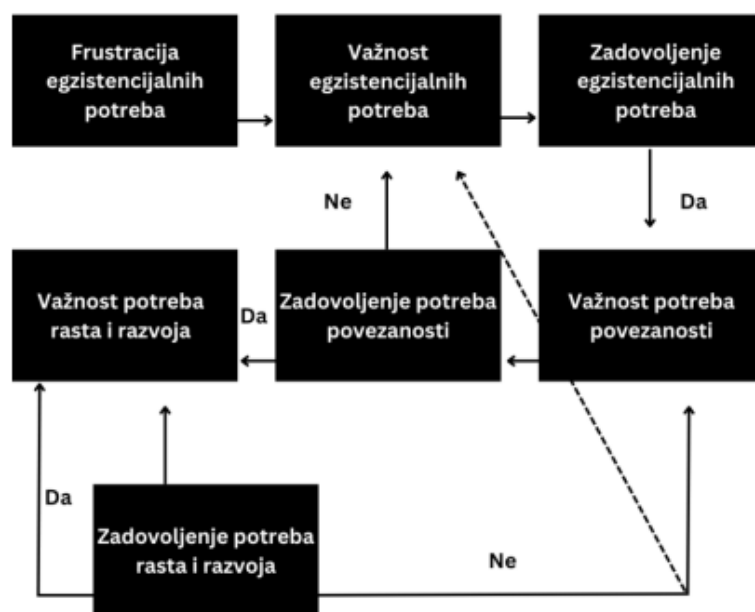 Frustracija
egzistencijalnih
potreba
Važnost
egzistencijalnih
potreba
Zadovoljenje
egzistencijalnih
potreba
Ne
Da
Važnost potreba
rasta i razvoja
Da
Zadovoljenje potreba
povezanosti
Važnost potreba
povezanosti
Da
Zadovoljenje potreba
rasta i razvoja
Ne